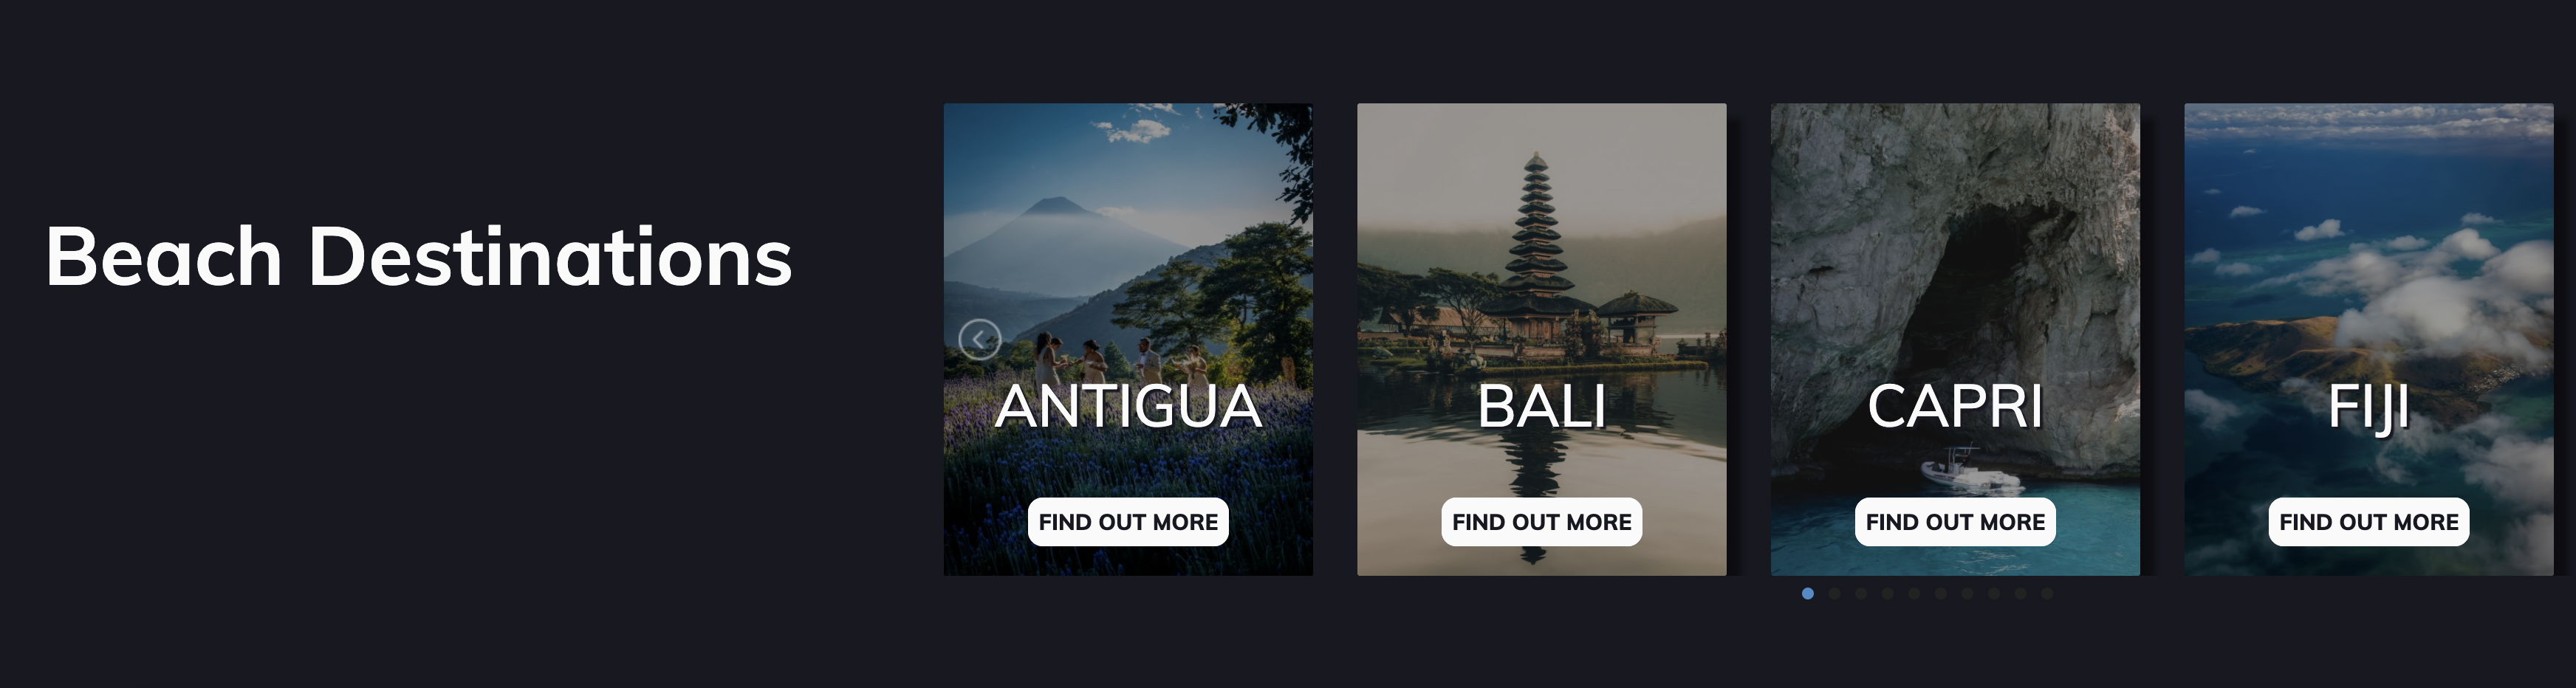 Beach Destinations
ANTIGUA
FIND OUT MORE
BALI
FIND OUT MORE
CAPRI
FIND OUT MORE
FIJI
FIND OUT MORE